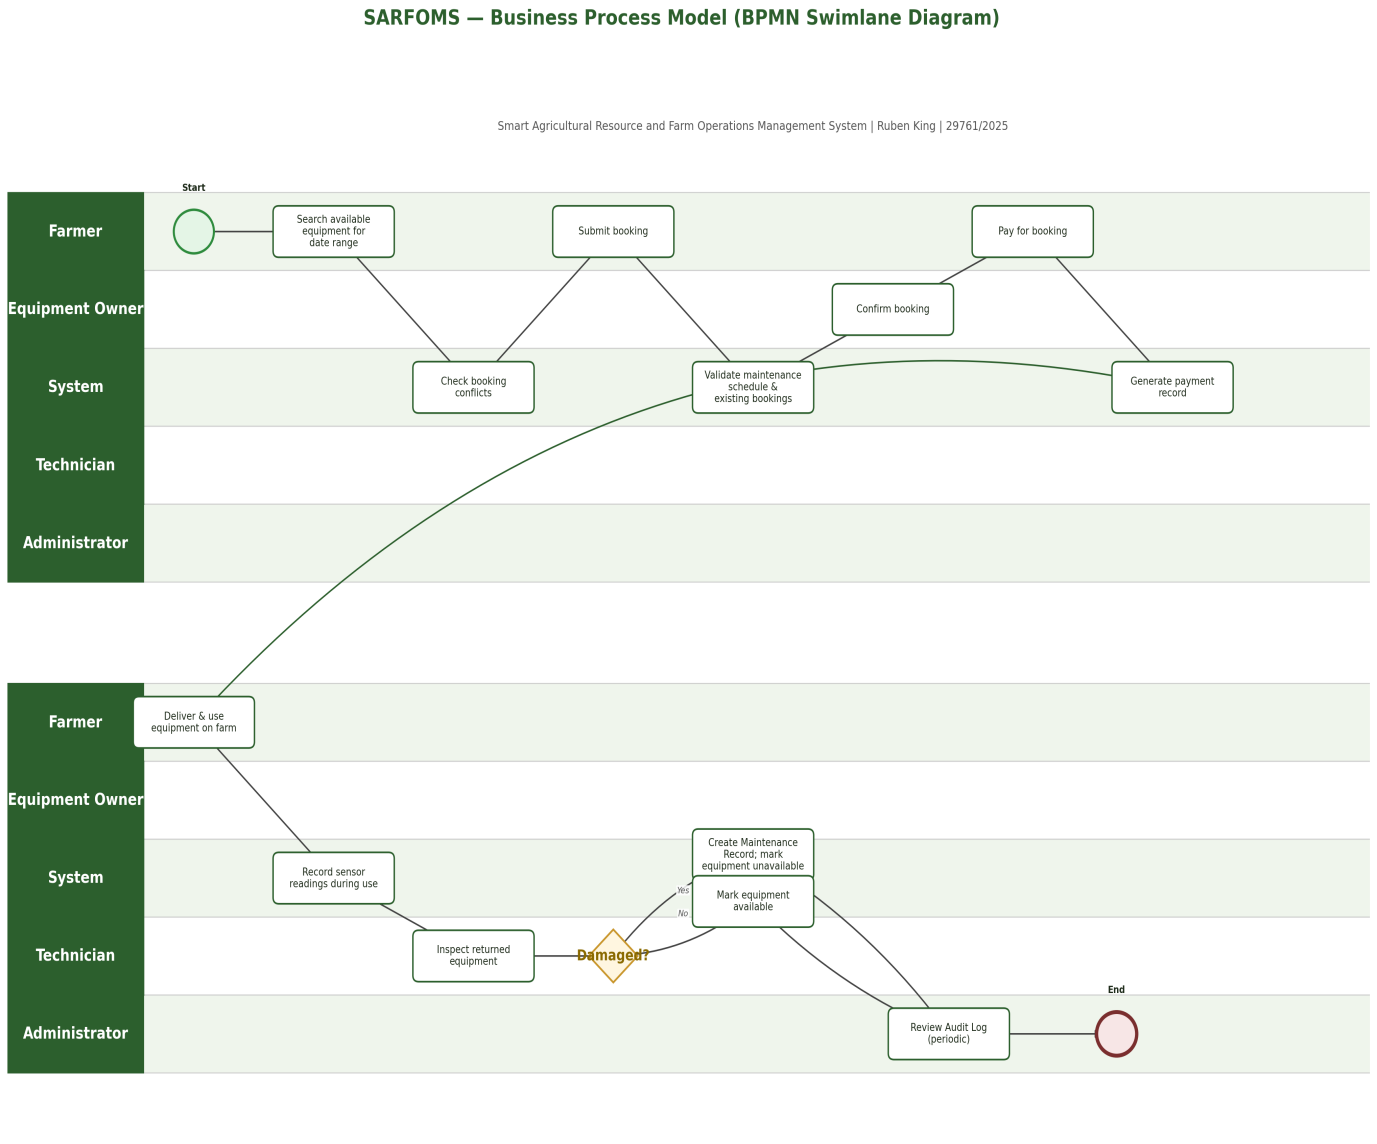 SARFOMS — Business Process Model (BPMN Swimlane Diagram)
Smart Agricultural Resource and Farm Operations Management System | Ruben King | 29761/2025
Start
Farmer
Search available
equipment for
date range
Submit booking
Pay for booking
Equipment Owner
Confirm booking
System
Check booking
conflicts
Validate maintenance
schedule &
existing bookings
Generate payment
record
Technician
Administrator
Farmer
Deliver & use
equipment on farm
Equipment Owner
System
Record sensor
readings during use
Create Maintenance
Record; mark
equipment unavailable
Yes
Mark equipment
available
No
Technician
Inspect returned
equipment
Damaged?
End
Administrator
Review Audit Log
(periodic)